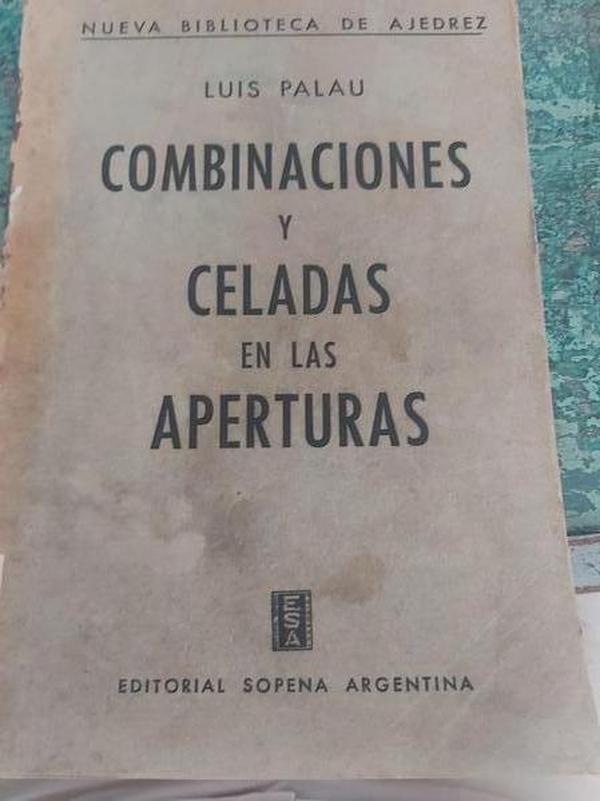 NUEVA BIBLIOTECA DE AJEDREZ
LUIS PALAU
COMBINACIONES
Y
CELADAS
EN LAS
APERTURAS
ESA
EDITORIAL SOPENA ARGENTINA